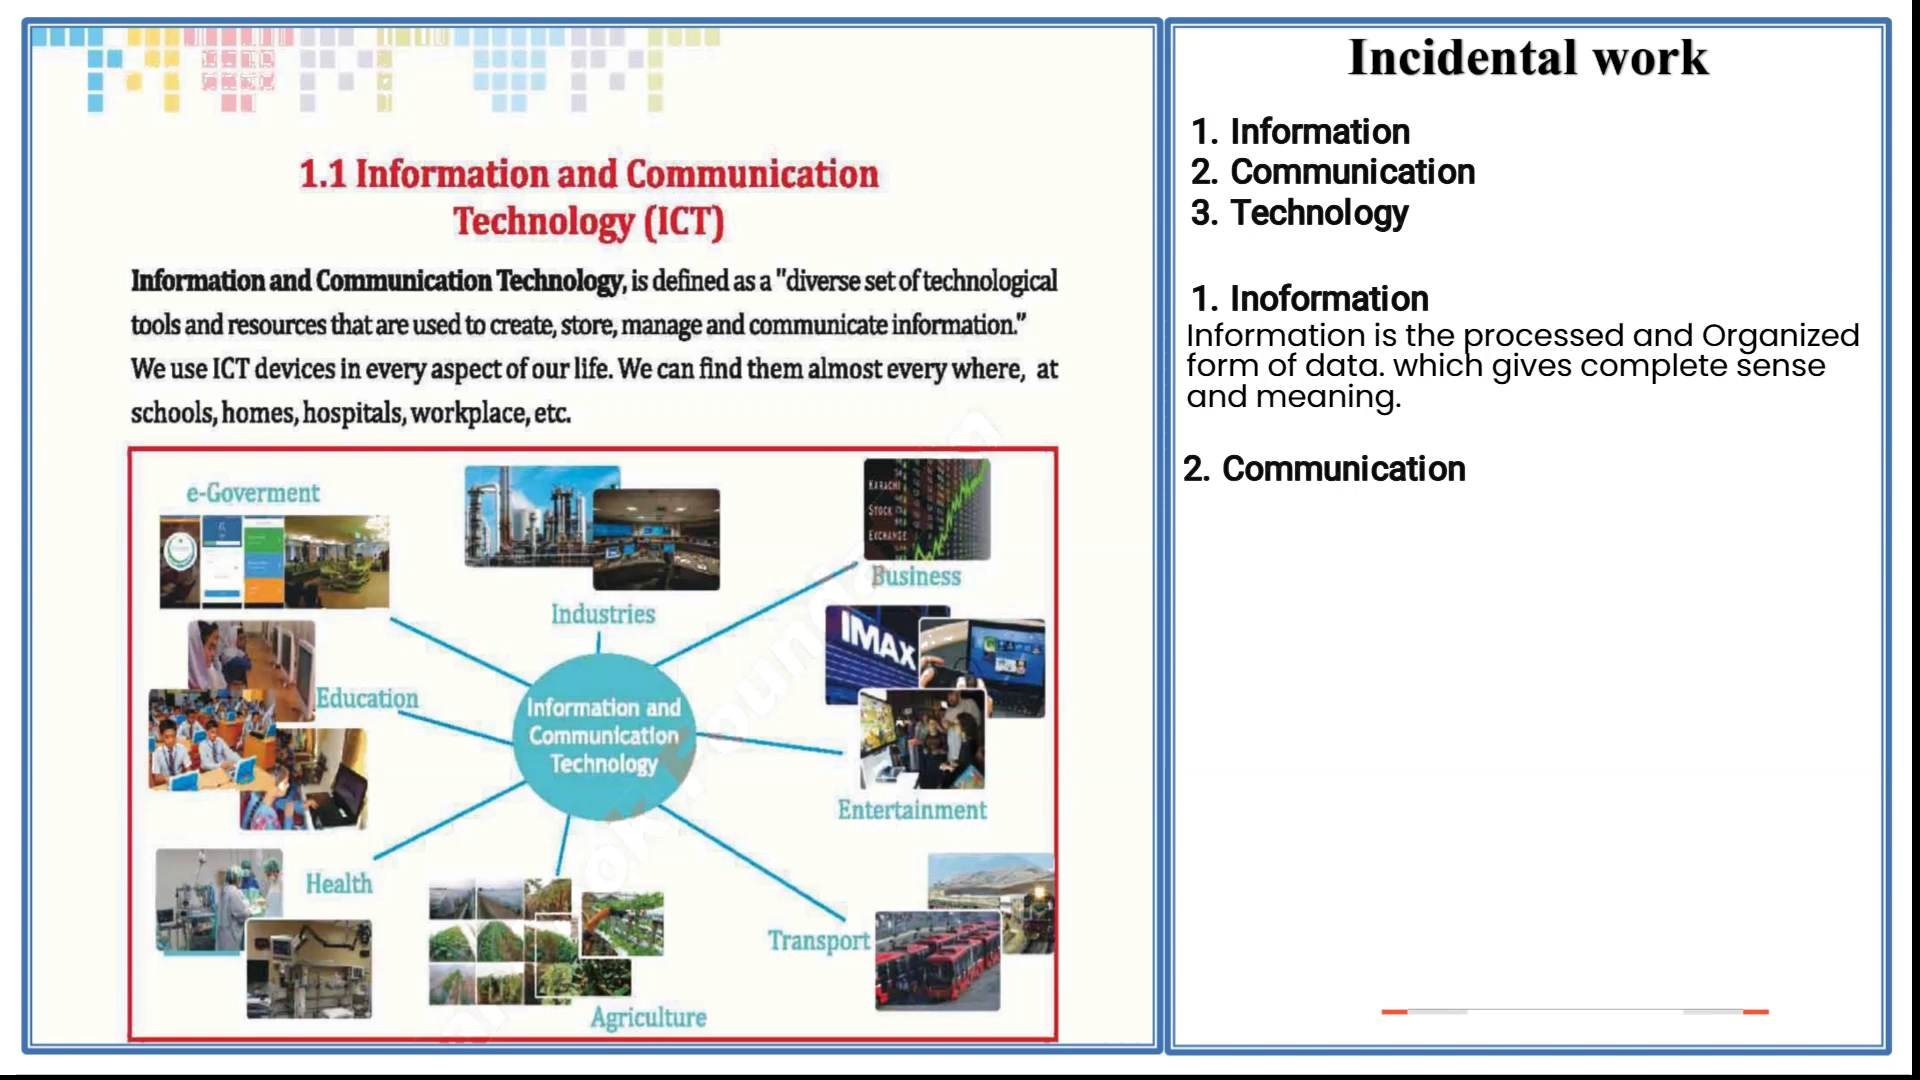 1.1 Information and Communication
Technology (ICT)
Information and Communication Technology, is defined as a "diverse set of technological
tools and resources that are used to create, store, manage and communicate information."
We use ICT devices in every aspect of our life. We can find them almost every where, at
schools, homes, hospitals, workplace, etc.
e-Goverment
Industries
KARACHI
STOCK
EXCHANGE
Business
IMAX
Education
Information and
Communication
Technology
Entertainment
Health
Transport
Agriculture
Incidental work
1. Information
2. Communication
3. Technology
1. Inoformation
Information is the processed and Organized
form of data. which gives complete sense
and meaning.
2. Communication